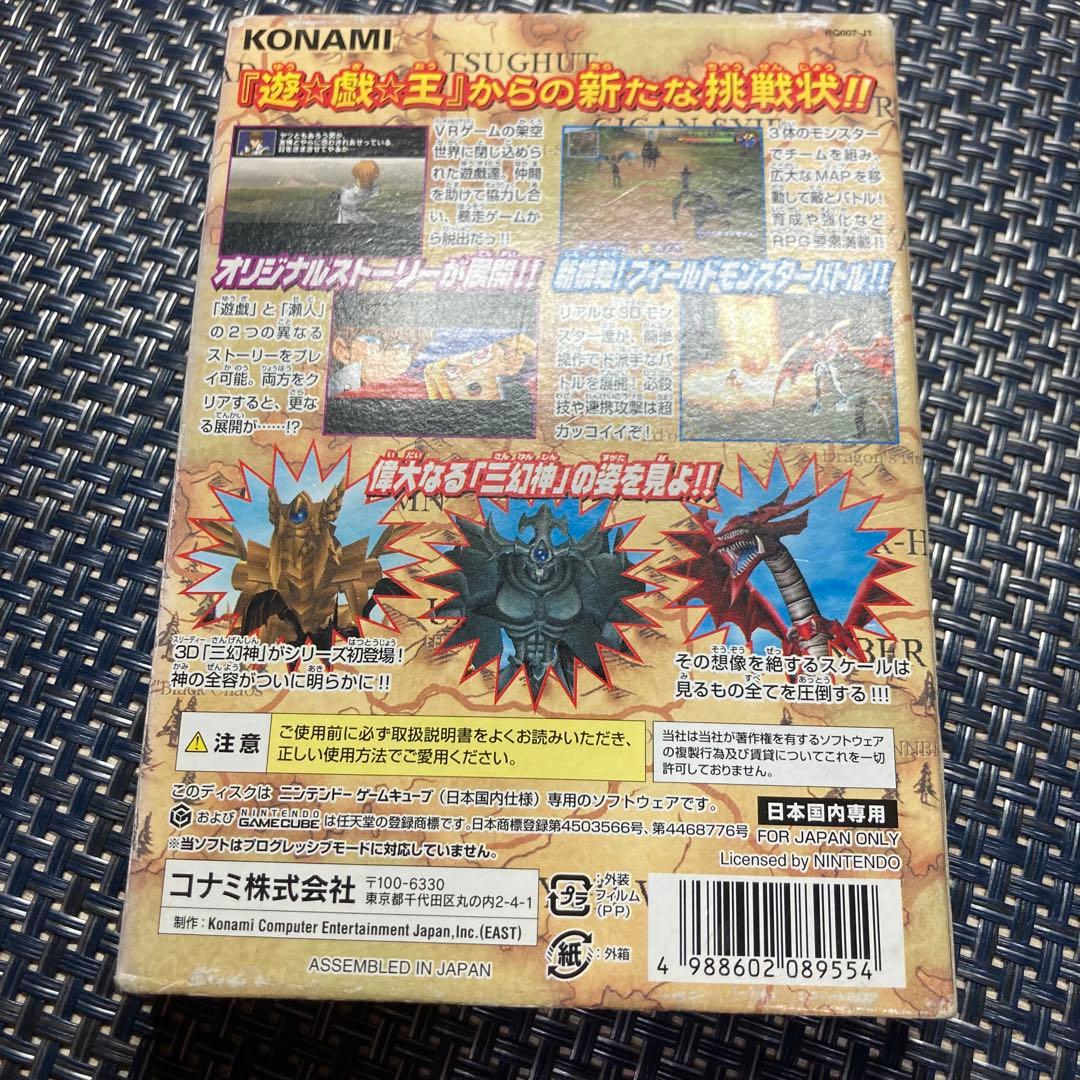 KONAMI
RG007-J1
TSUGHUT
『遊☆戯☆王』からの新たな挑戦状!!
VRゲームの架空
世界に閉じ込めら
れた遊戯達、仲間
を助けて協力し合
い、暴走ゲームか
ら脱出だっ!!
3体のモンスター
でチームを組み、
広大なMAPを移
動して敵とバトル!
育成や強化など
RPG要素満載!!
オリジナルストーリーが展開!!
「遊戯」と「瀬人」
の2つの異なる
ストーリーをプレ
イ可能。両方をク
リアすると、更な
る展開が……!?
フィールドモンスターバトル!!
リアルな3Dモン
スター達が、簡単
操作でド派手なバ
トルを展開!必殺
技や連携攻撃は超
カッコイイぞ!
偉大なる「三幻神」の姿を見よ!!
3D「三幻神」がシリーズ初登場!
神の全容がついに明らかに!!
その想像を絶するスケールは
見るもの全てを圧倒する!!!
注意
ご使用前に必ず取扱説明書をよくお読みいただき、
正しい使用方法でご愛用ください。
当社は当社が著作権を有するソフトウェア
の複製行為及び賃貸についてこれを一切
許可しておりません。
このディスクは ニンテンドー ゲームキューブ(日本国内仕様)専用のソフトウェアです。
および NINTENDO GAMECUBE は任天堂の登録商標です。日本商標登録第4503566号、第4468776号
※当ソフトはプログレッシブモードに対応していません。
日本国内専用
FOR JAPAN ONLY
Licensed by NINTENDO
コナミ株式会社 〒100-6330
東京都千代田区丸の内2-4-1
制作:Konami Computer Entertainment Japan,Inc.(EAST)
ASSEMBLED IN JAPAN
プラ :外装
フィルム
(PP)
紙 :外箱
4 988602 089554